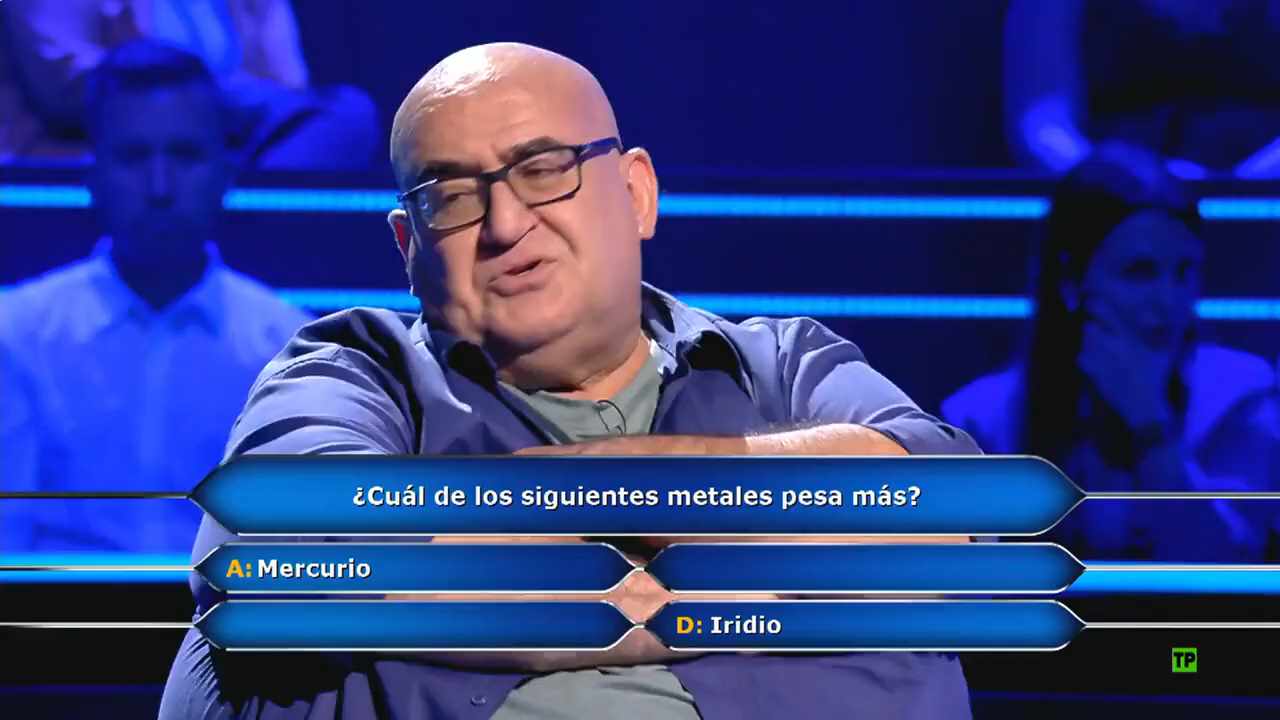 ¿Cuál de los siguientes metales pesa más?
A: Mercurio
D: Iridio
TP